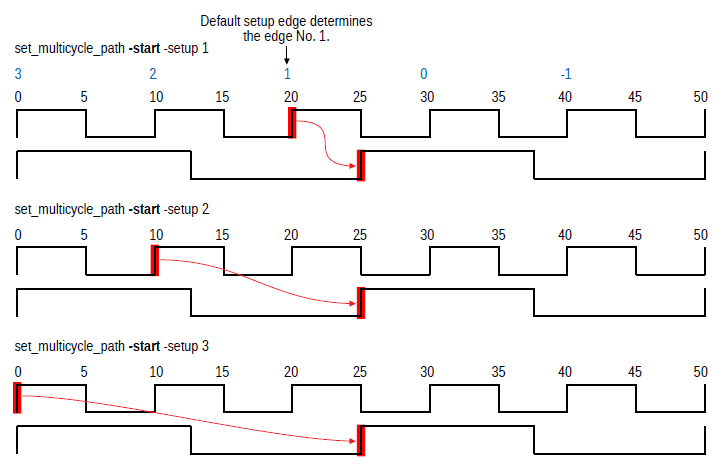 Default setup edge determines
the edge No. 1.
set_multicycle_path -start -setup 1
3 2 1 0 -1
0 5 10 15 20 25 30 35 40 45 50
set_multicycle_path -start -setup 2
0 5 10 15 20 25 30 35 40 45 50
set_multicycle_path -start -setup 3
0 5 10 15 20 25 30 35 40 45 50